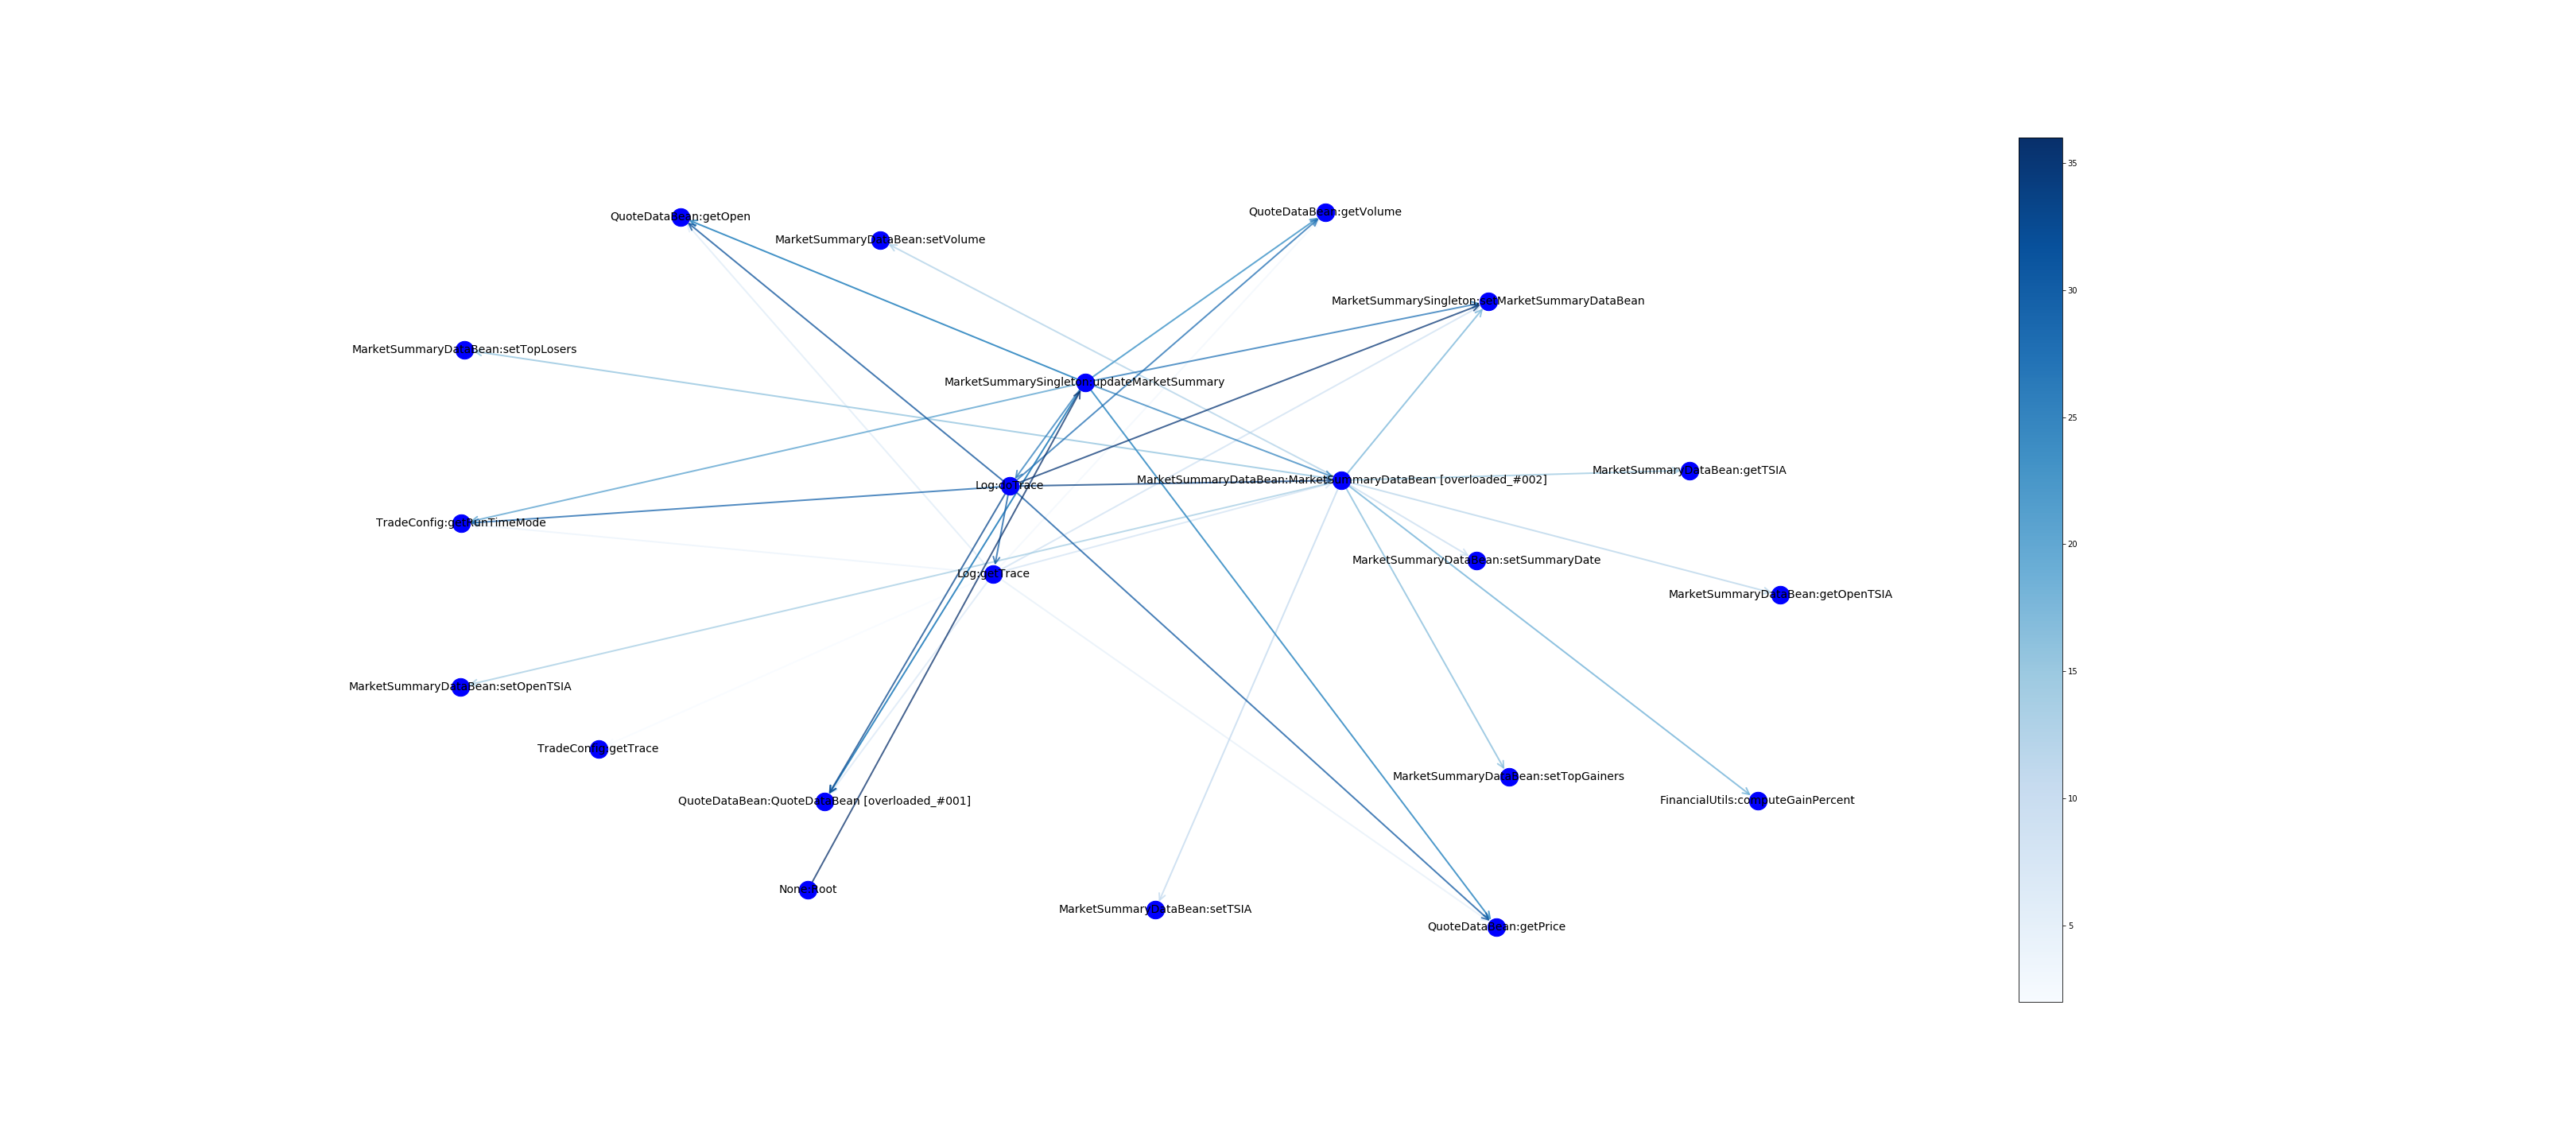 QuoteDataBean:getOpen
QuoteDataBean:getVolume
MarketSummaryDataBean:setVolume
MarketSummarySingleton:setMarketSummaryDataBean
MarketSummaryDataBean:setTopLosers
MarketSummarySingleton:updateMarketSummary
MarketSummaryDataBean:getTSIA
MarketSummaryDataBean:MarketSummaryDataBean [overloaded_#002]
Log:doTrace
TradeConfig:getRunTimeMode
MarketSummaryDataBean:setSummaryDate
Log:getTrace
MarketSummaryDataBean:getOpenTSIA
MarketSummaryDataBean:setOpenTSIA
TradeConfig:getTrace
MarketSummaryDataBean:setTopGainers
QuoteDataBean:QuoteDataBean [overloaded_#001]
FinancialUtils:computeGainPercent
None:Root
MarketSummaryDataBean:setTSIA
QuoteDataBean:getPrice
35
30
25
20
15
10
5